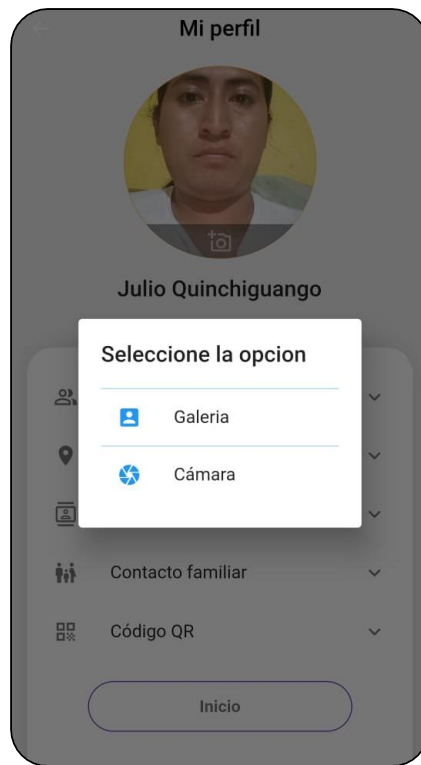 Mi perfil
Julio Quinchiguango
Seleccione la opcion
Galeria
Cámara
Contacto familiar
Código QR
Inicio